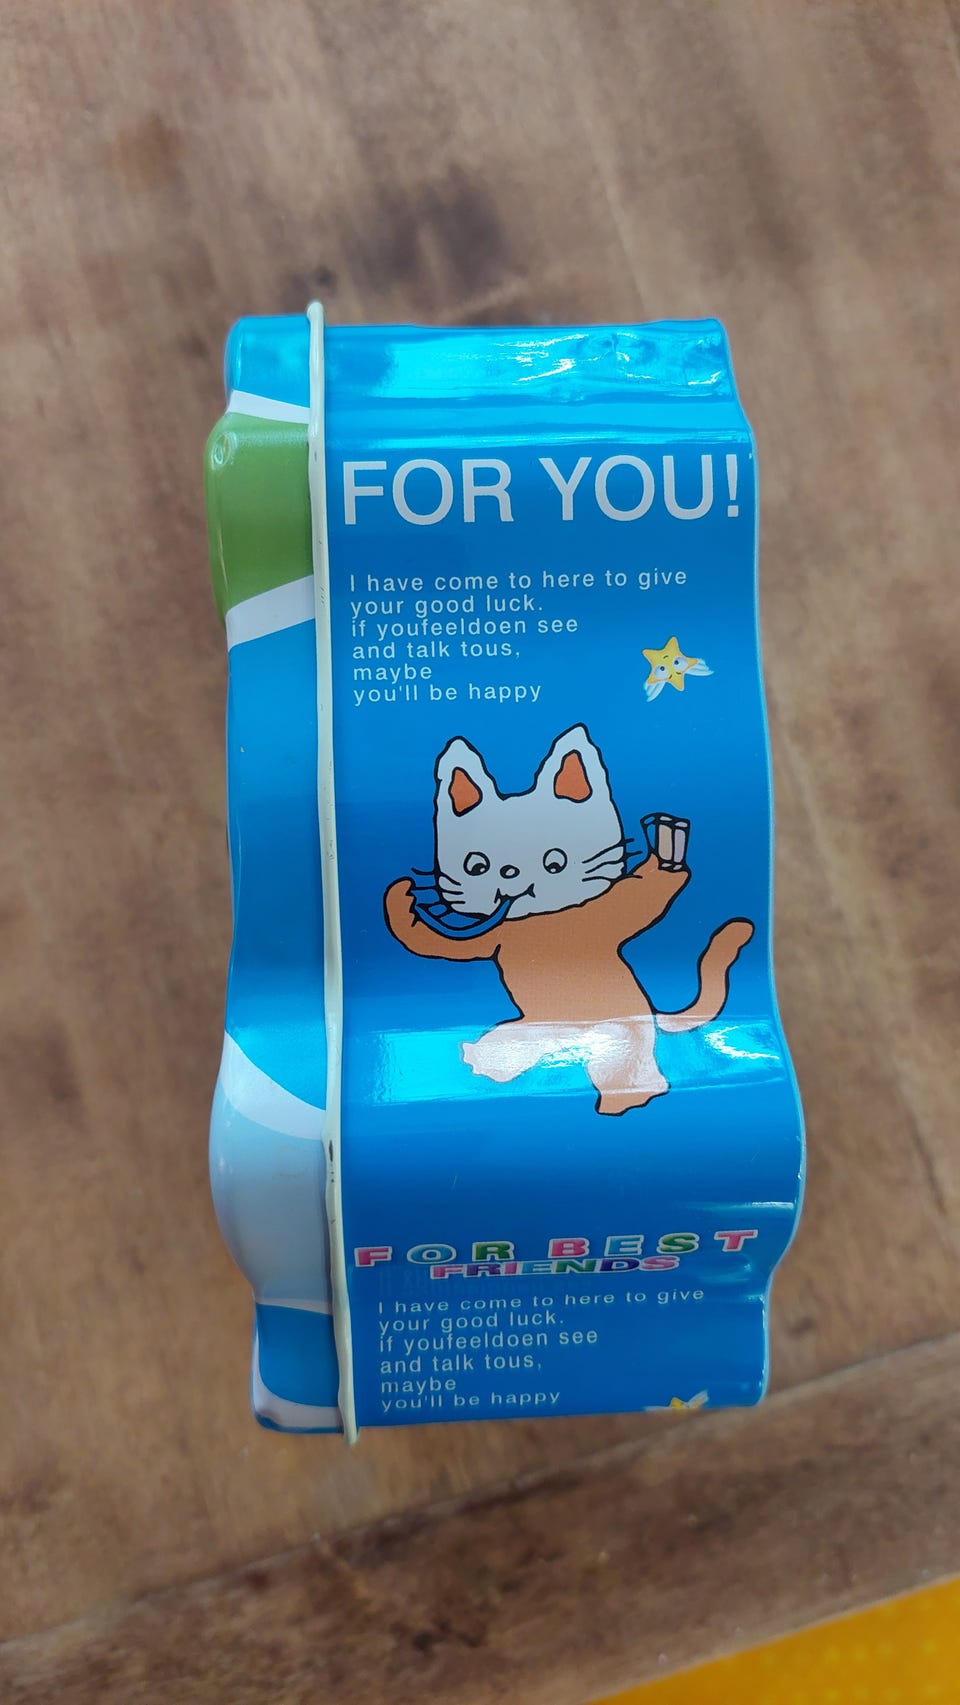 FOR YOU!
I have come to here to give
your good luck.
if youfeeldoen see
and talk tous,
maybe
you'll be happy
FOR BEST
FRIENDS
I have come to here to give
your good luck.
if youfeeldoen see
and talk tous,
maybe
you'll be happy